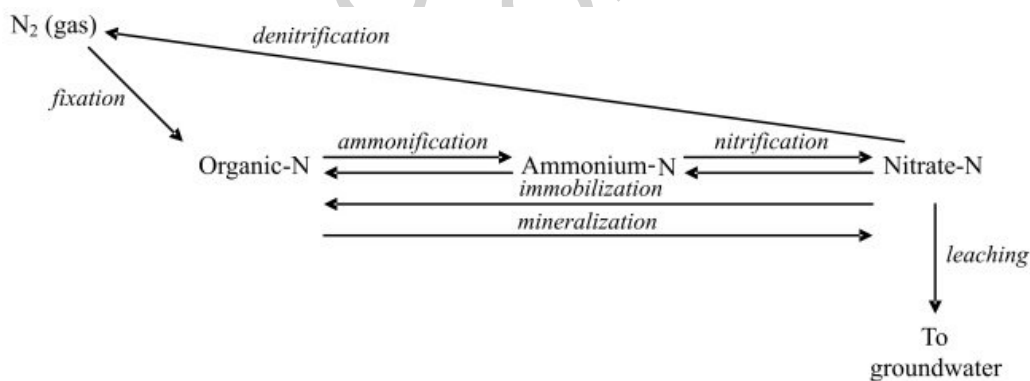 N₂ (gas)
denitrification
fixation
ammonification
nitrification
Organic-N
Ammonium-N
Nitrate-N
immobilization
mineralization
leaching
To
groundwater